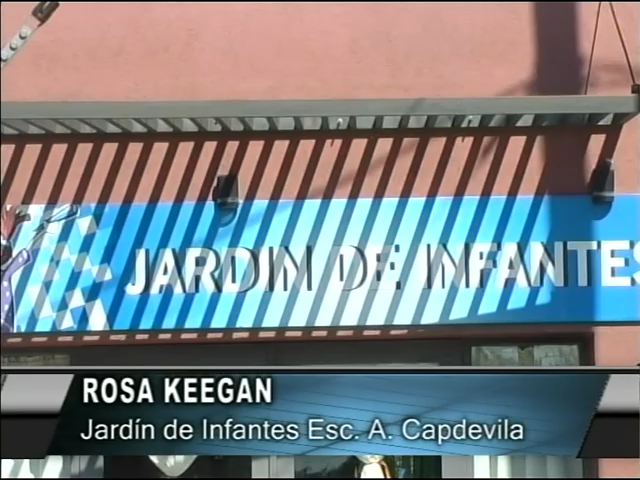 JARDIN DE INFANTES
ROSA KEEGAN
Jardín de Infantes Esc. A. Capdevila